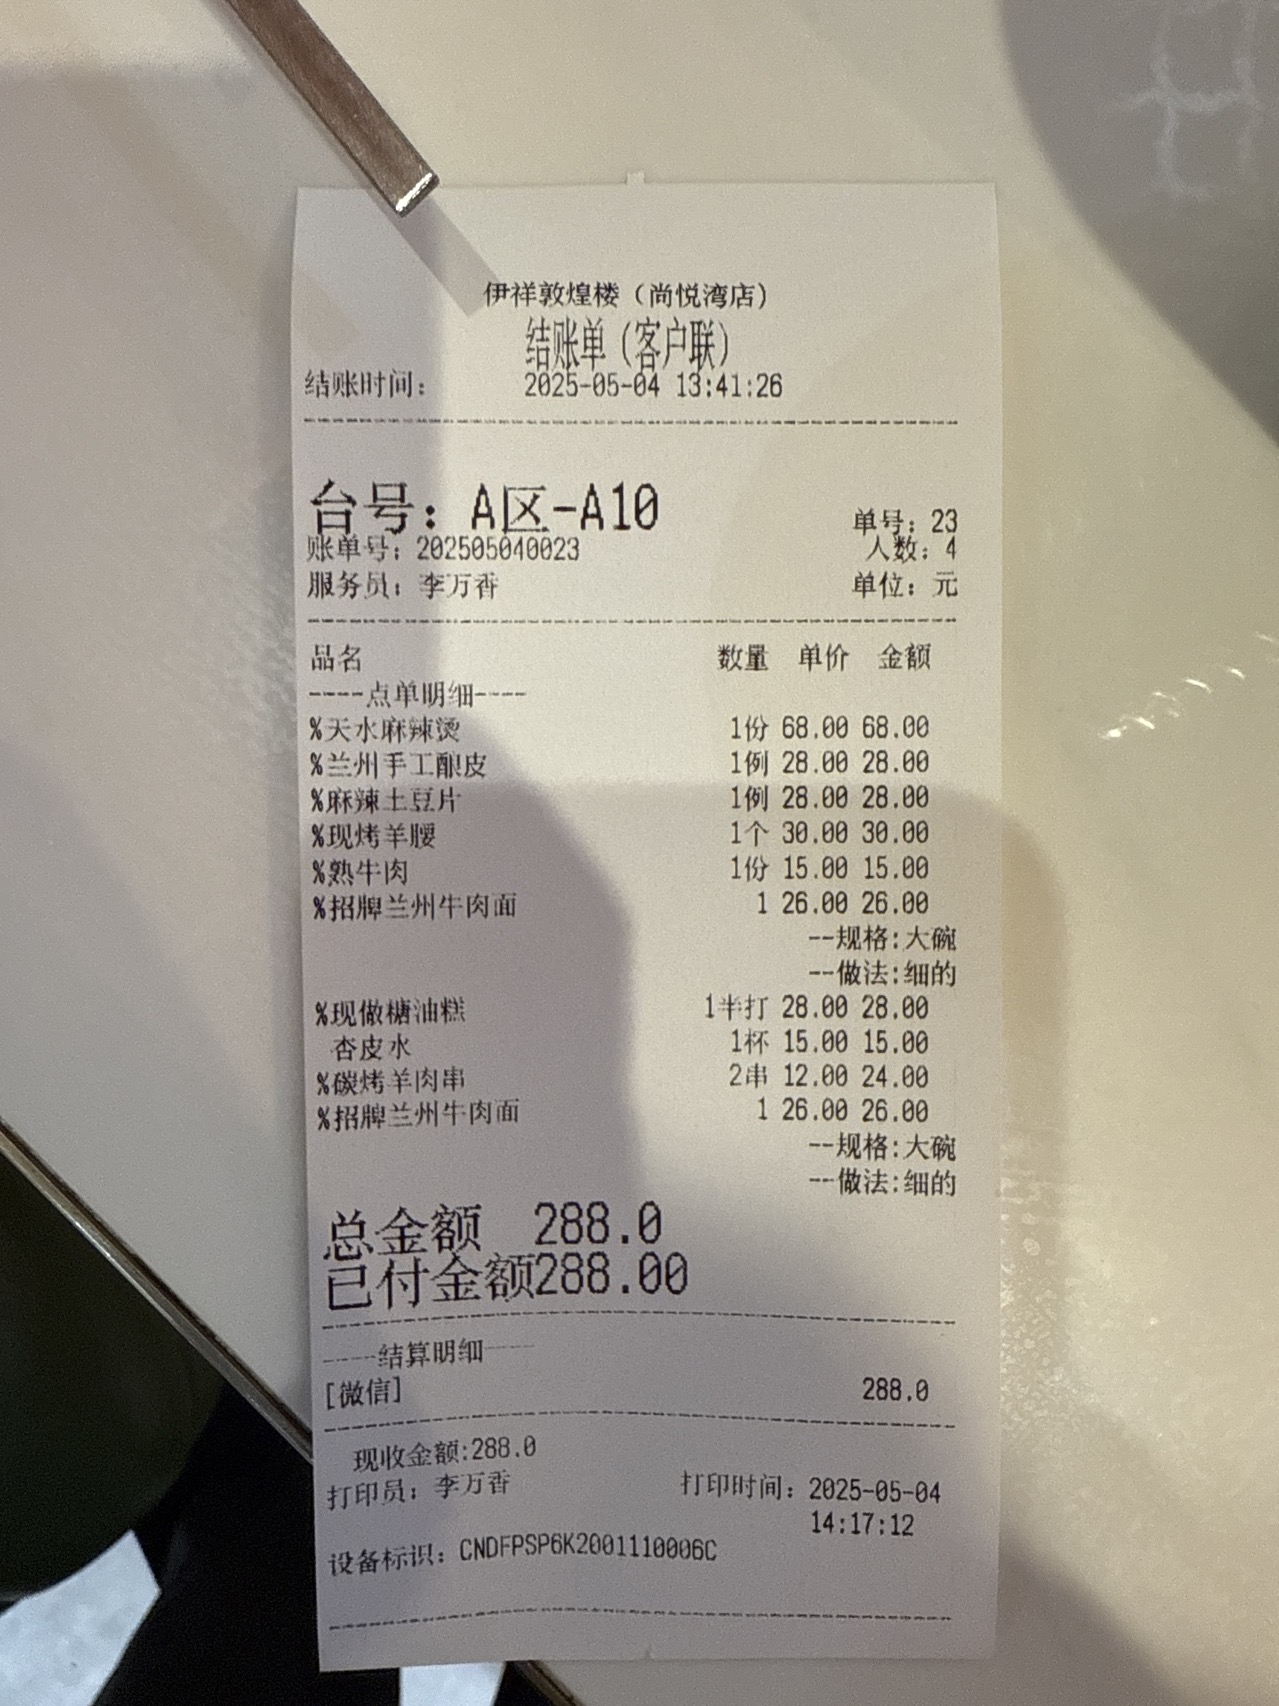 伊祥敦煌楼（尚悦湾店）
结账单（客户联）
结账时间： 2025-05-04 13:41:26
台号：A区-A10 单号：23
账单号：202505040023 人数：4
服务员：李万香 单位：元
品名 数量 单价 金额
----点单明细----
%天水麻辣烫 1份 68.00 68.00
%兰州手工酿皮 1例 28.00 28.00
%麻辣土豆片 1例 28.00 28.00
%现烤羊腰 1个 30.00 30.00
%熟牛肉 1份 15.00 15.00
%招牌兰州牛肉面 1 26.00 26.00
--规格:大碗
--做法:细的
%现做糖油糕 1半打 28.00 28.00
杏皮水 1杯 15.00 15.00
%碳烤羊肉串 2串 12.00 24.00
%招牌兰州牛肉面 1 26.00 26.00
--规格:大碗
--做法:细的
总金额 288.0
已付金额288.00
----结算明细----
[微信] 288.0
现收金额:288.0
打印员：李万香 打印时间：2025-05-04
14:17:12
设备标识：CNDFPSP6K2001110006C